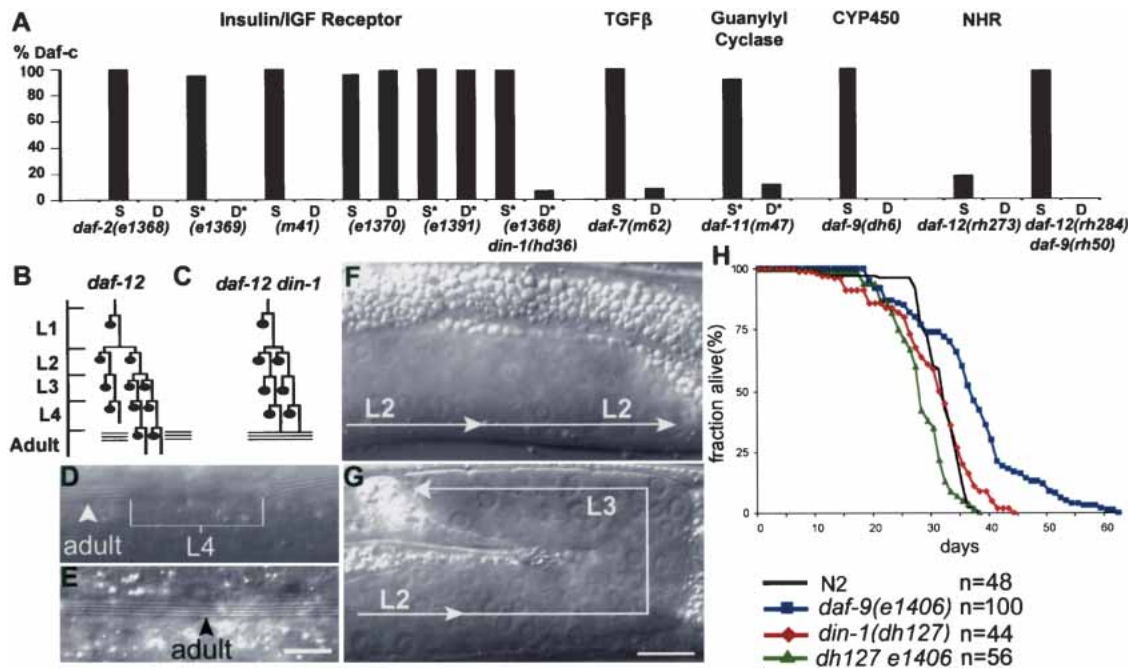 A
Insulin/IGF Receptor
TGFβ
Guanylyl
Cyclase
CYP450
NHR
% Daf-c
100
80
60
40
20
0
S D S* D* S D S D S* D* S D S D S* D* S D S D S D
daf-2(e1368) (e1369) (m41) (e1370) (e1391) (e1368) daf-7(m62) daf-11(m47) daf-9(dh6) daf-12(rh273) daf-12(rh284)
din-1(hd36) daf-9(rh50)
B
daf-12
L1
L2
L3
L4
Adult
C
daf-12 din-1
D
adult
L4
E
adult
F
L2 L2
G
L3
L2
H
fraction alive(%)
100
75
50
25
0
0 10 20 30 40 50 60
days
N2 n=48
daf-9(e1406) n=100
din-1(dh127) n=44
dh127 e1406 n=56